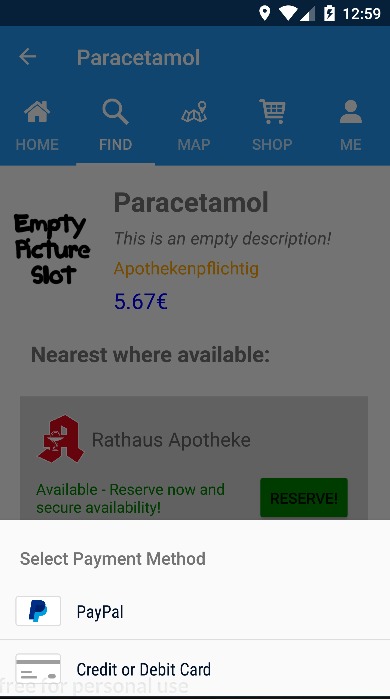 12:59
Paracetamol
HOME FIND MAP SHOP ME
Empty
Picture
Slot
Paracetamol
This is an empty description!
Apothekenpflichtig
5.67€
Nearest where available:
Rathaus Apotheke
Available - Reserve now and
secure availability!
RESERVE!
Select Payment Method
PayPal
Credit or Debit Card
free for personal use